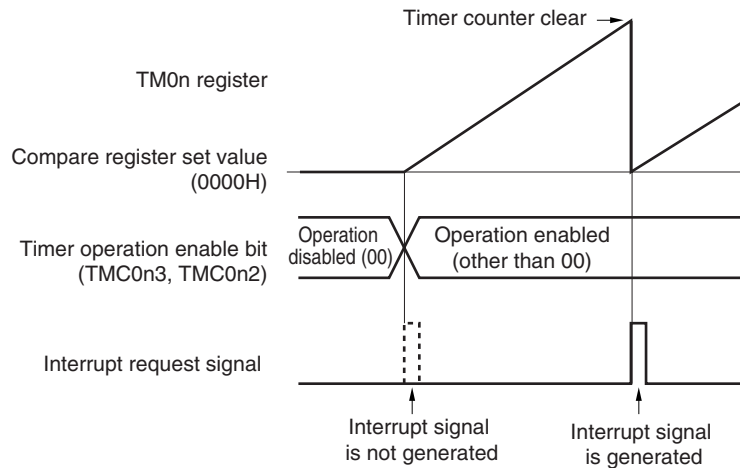 Timer counter clear
TM0n register
Compare register set value
(0000H)
Timer operation enable bit
(TMC0n3, TMC0n2)
Operation
disabled (00)
Operation enabled
(other than 00)
Interrupt request signal
Interrupt signal
is not generated
Interrupt signal
is generated